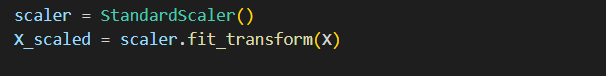 scaler = StandardScaler()
X_scaled = scaler.fit_transform(X)